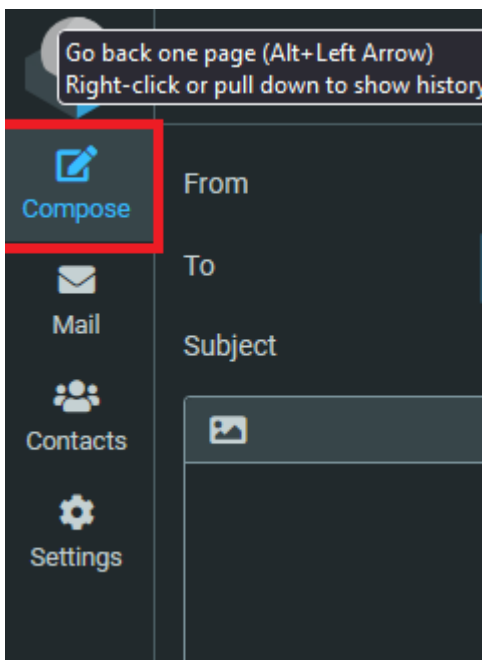 Go back one page (Alt+Left Arrow)
Right-click or pull down to show history
Compose
From
To
Mail
Subject
Contacts
Settings